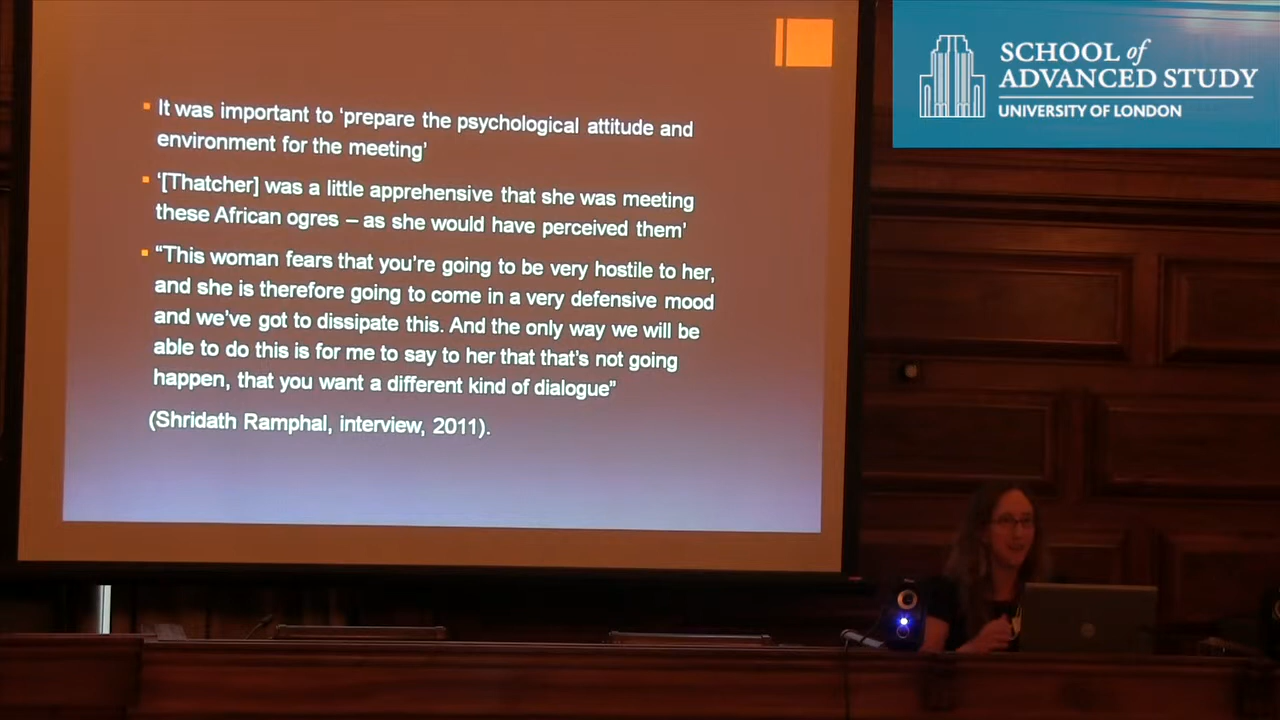 It was important to ‘prepare the psychological attitude and
environment for the meeting’
‘[Thatcher] was a little apprehensive that she was meeting
these African ogres – as she would have perceived them’
“This woman fears that you’re going to be very hostile to her,
and she is therefore going to come in a very defensive mood
and we’ve got to dissipate this. And the only way we will be
able to do this is for me to say to her that that’s not going
happen, that you want a different kind of dialogue”
(Shridath Ramphal, interview, 2011).
SCHOOL of
ADVANCED STUDY
UNIVERSITY OF LONDON